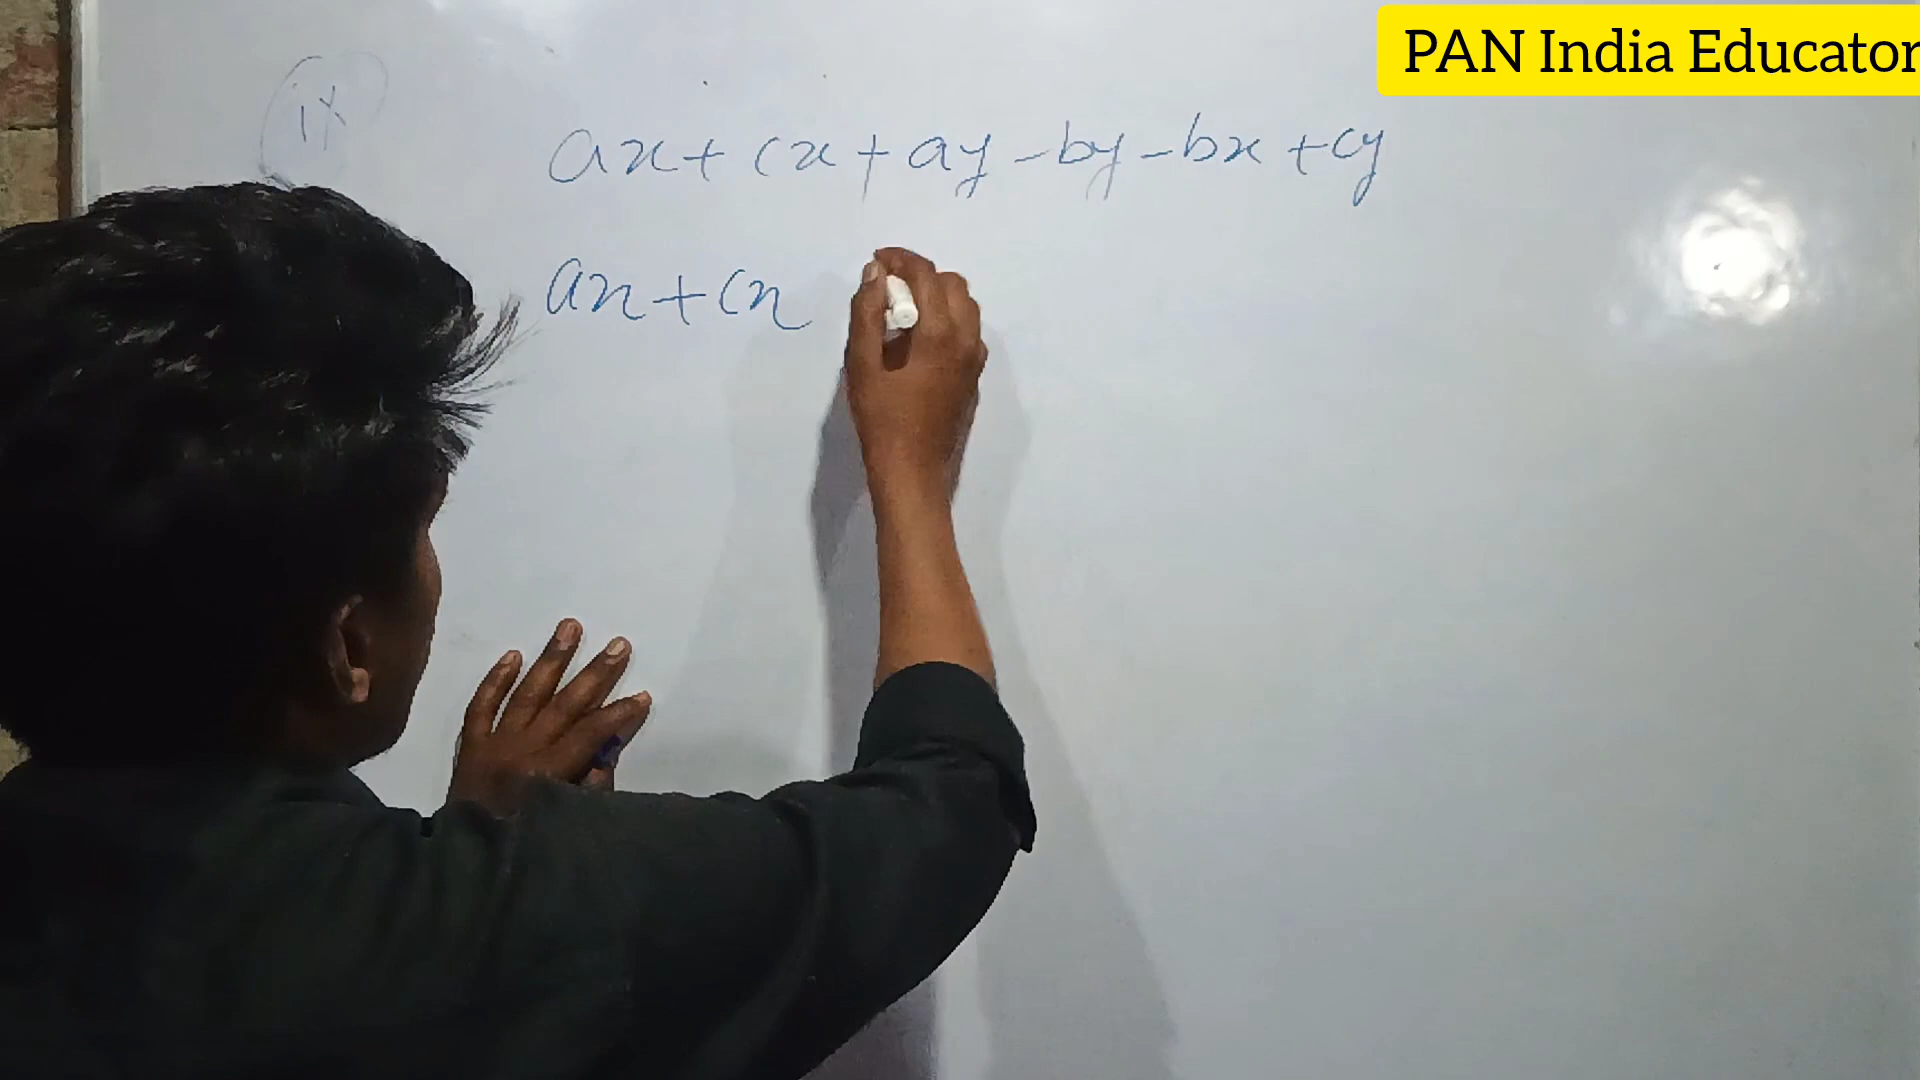 PAN India Educator
ix
ax + cx + ay - by - bx + cy
ax + cx